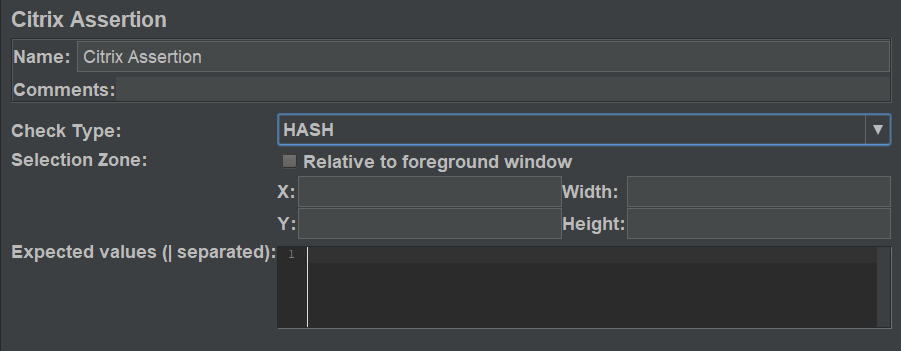 Citrix Assertion
Name: Citrix Assertion
Comments:
Check Type: HASH
Selection Zone: Relative to foreground window
X: Width:
Y: Height:
Expected values (| separated): 1